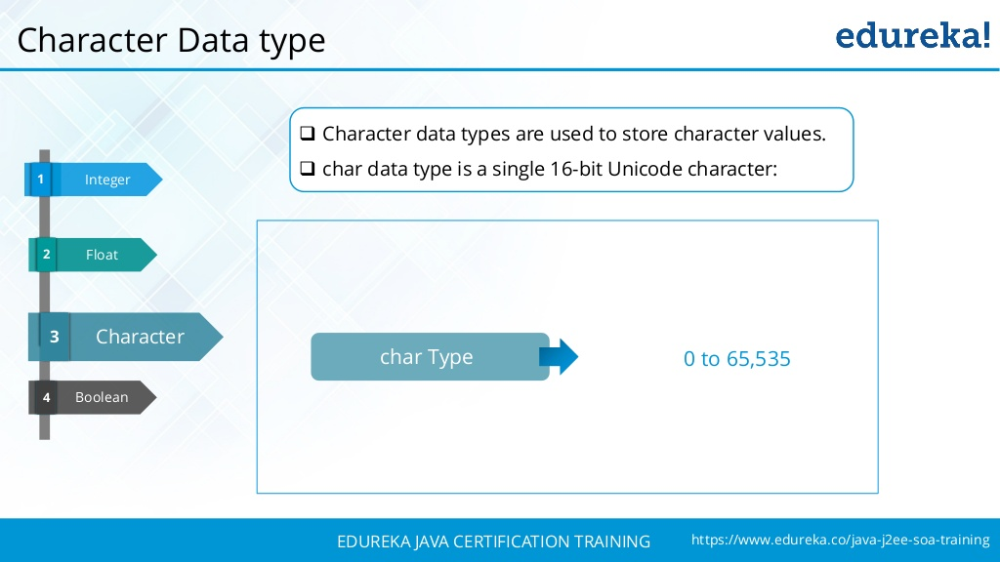 Character Data type
edureka!
❑ Character data types are used to store character values.
❑ char data type is a single 16-bit Unicode character:
1 Integer
2 Float
3 Character
4 Boolean
char Type
0 to 65,535
EDUREKA JAVA CERTIFICATION TRAINING
https://www.edureka.co/java-j2ee-soa-training